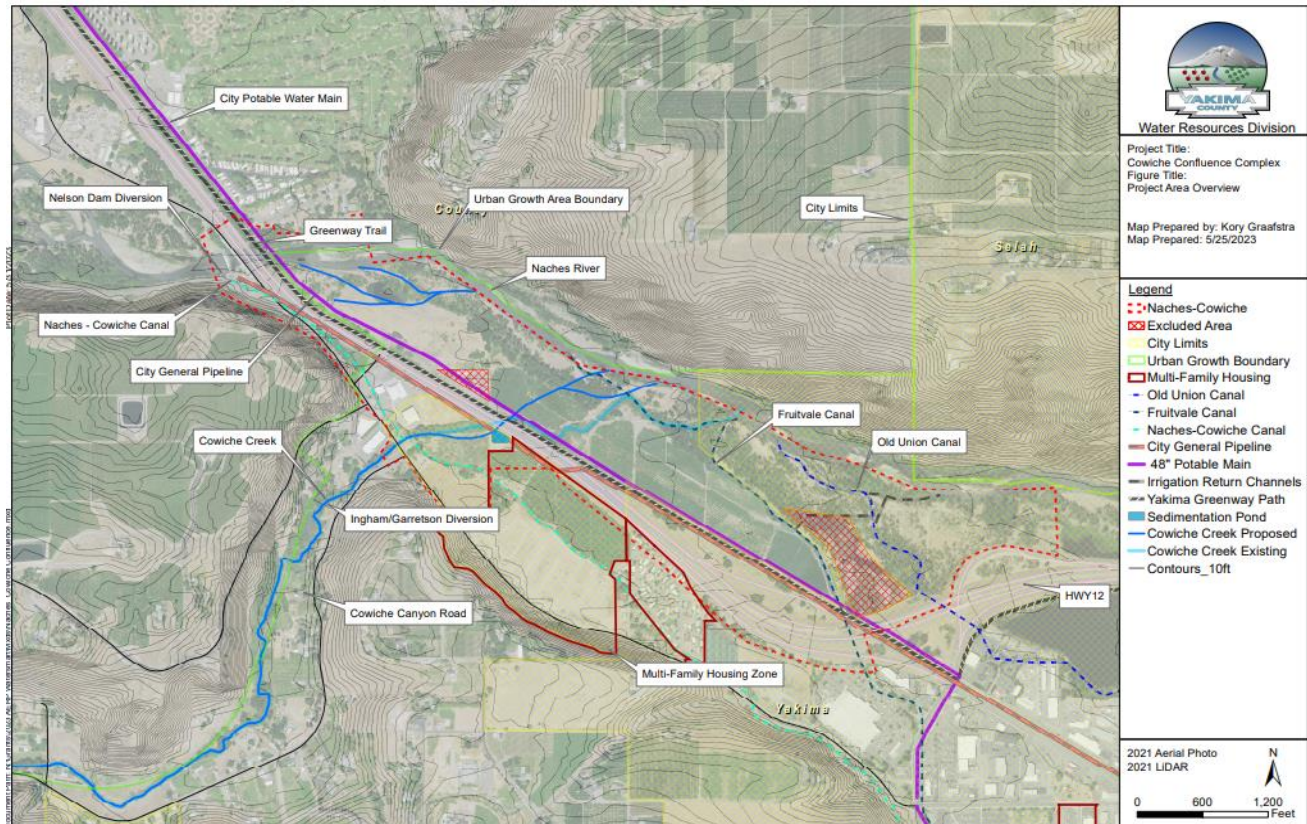 City Potable Water Main
Nelson Dam Diversion
Greenway Trail
County
Urban Growth Area Boundary
City Limits
Selah
Naches River
Naches - Cowiche Canal
City General Pipeline
Fruitvale Canal
Old Union Canal
Cowiche Creek
Ingham/Garretson Diversion
HWY12
Cowiche Canyon Road
Multi-Family Housing Zone
Yakima
YAKIMA
COUNTY
Water Resources Division
Project Title:
Cowiche Confluence Complex
Figure Title:
Project Area Overview
Map Prepared by: Kory Graafstra
Map Prepared: 5/25/2023
Legend
Naches-Cowiche
Excluded Area
City Limits
Urban Growth Boundary
Multi-Family Housing
Old Union Canal
Fruitvale Canal
Naches-Cowiche Canal
City General Pipeline
48" Potable Main
Irrigation Return Channels
Yakima Greenway Path
Sedimentation Pond
Cowiche Creek Proposed
Cowiche Creek Existing
Contours_10ft
2021 Aerial Photo
2021 LiDAR
N
0 600 1,200
Feet